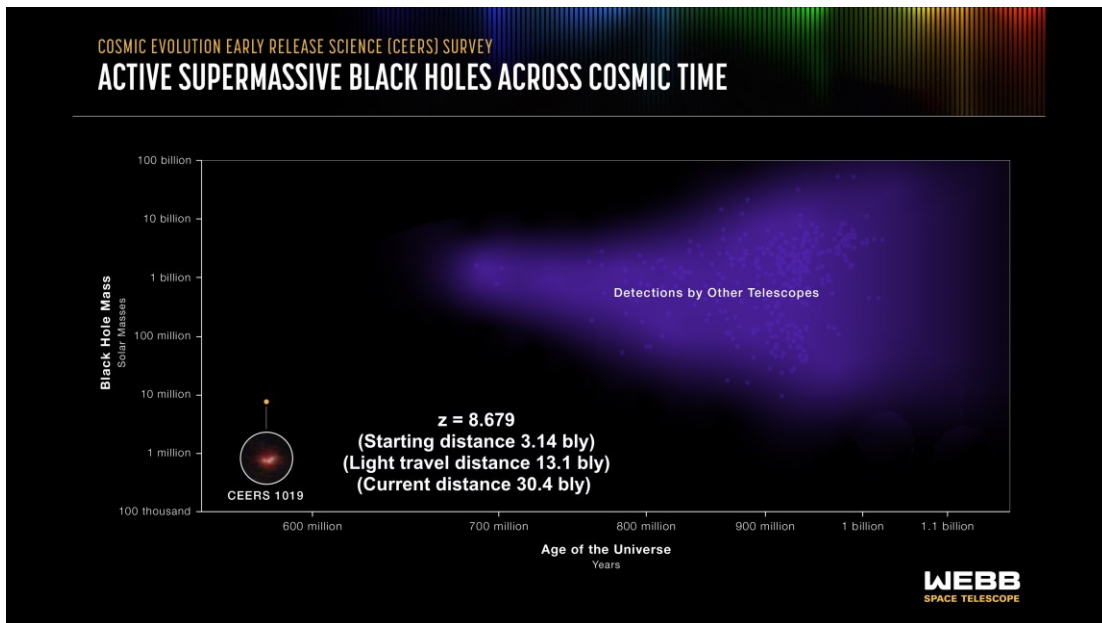 COSMIC EVOLUTION EARLY RELEASE SCIENCE (CEERS) SURVEY
ACTIVE SUPERMASSIVE BLACK HOLES ACROSS COSMIC TIME
100 billion
10 billion
1 billion
100 million
10 million
1 million
100 thousand
Black Hole Mass
Solar Masses
Detections by Other Telescopes
z = 8.679
(Starting distance 3.14 bly)
(Light travel distance 13.1 bly)
(Current distance 30.4 bly)
CEERS 1019
600 million
700 million
800 million
900 million
1 billion
1.1 billion
Age of the Universe
Years
WEBB
SPACE TELESCOPE